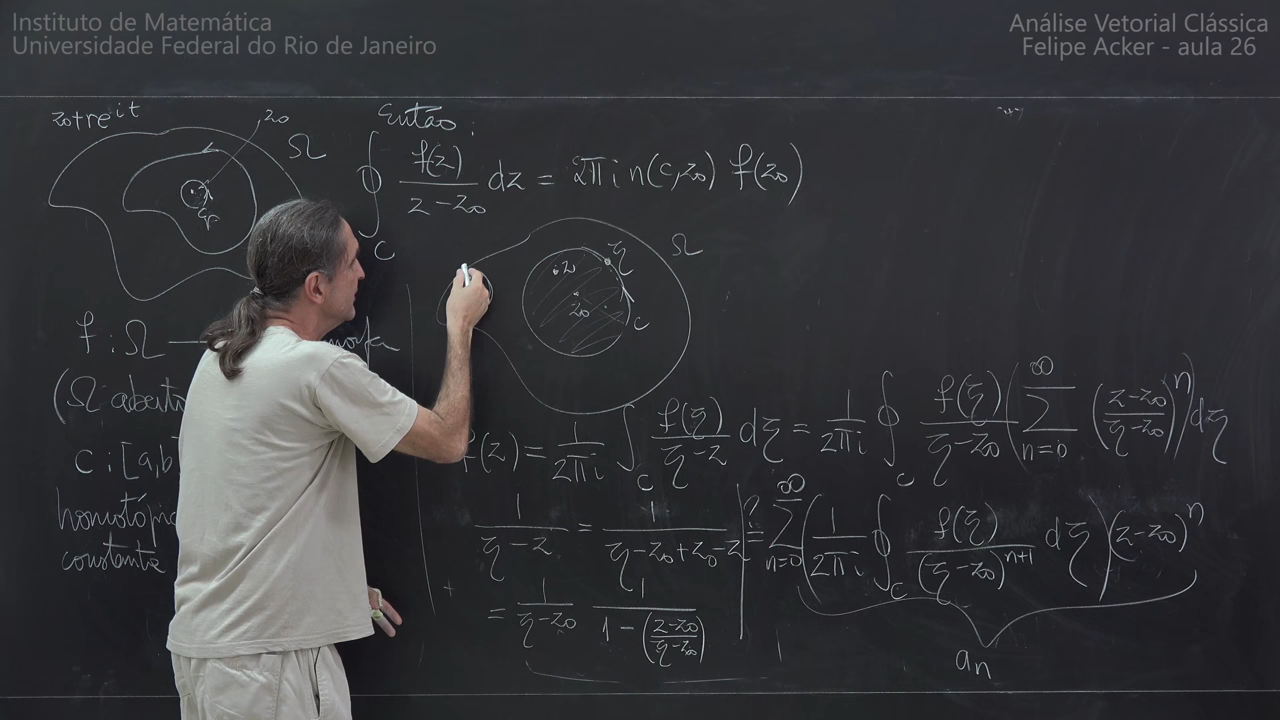 Instituto de Matemática
Universidade Federal do Rio de Janeiro
Análise Vetorial Clássica
Felipe Acker - aula 26
z₀+re^{it}
z₀
Ω
Então:
∮_C f(z)/(z-z₀) dz = 2πi n(c,z₀) f(z₀)
ξ
z
z₀
c
Ω
f: Ω
(Ω aberto
c: [a,b
constante
f(z) = 1/(2πi) ∫_C f(ξ)/(ξ-z) dξ = 1/(2πi) ∮_C f(ξ)/(ξ-z₀) (∑_{n=0}^{∞} ((z-z₀)/(ξ-z₀))^n) dξ
1/(ξ-z) = 1/(ξ-z₀+z₀-z)
?= ∑_{n=0}^{∞} (1/(2πi) ∮_C f(ξ)/(ξ-z₀)^{n+1} dξ)(z-z₀)^n
= 1/(ξ-z₀) 1/(1-((z-z₀)/(ξ-z₀)))
a_n